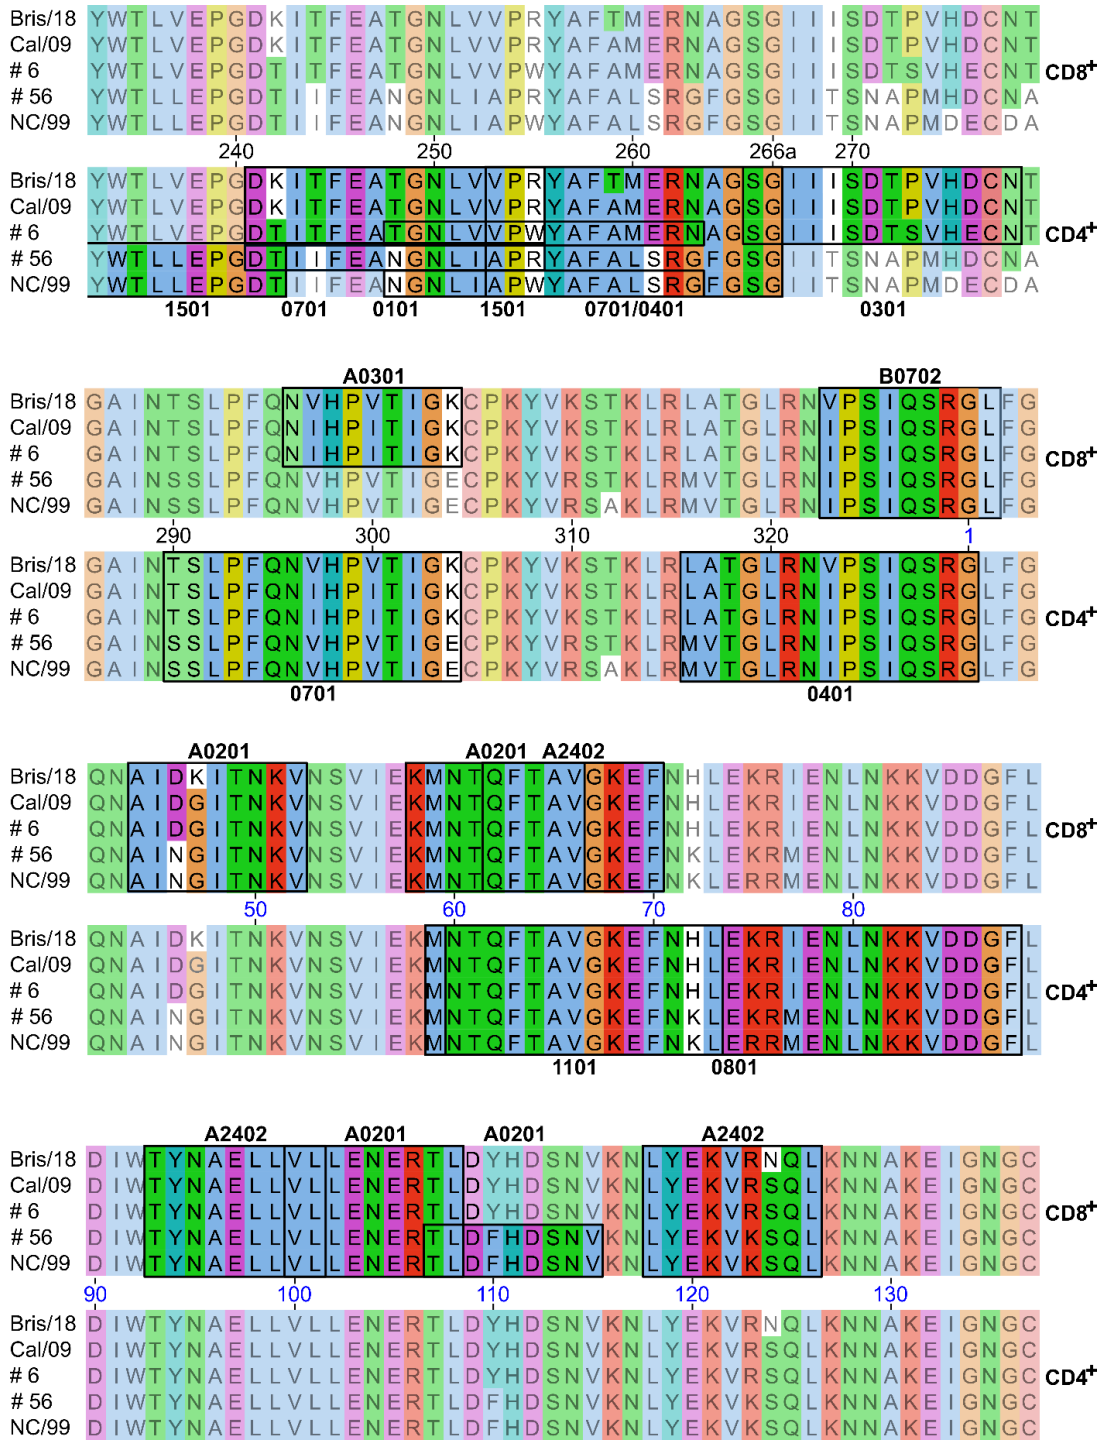 Bris/18 YWTLVEPGDKITFEATGNLVVPRYAFTMERNAGSGIIISDTPVHDCNT
Cal/09 YWTLVEPGDKITFEATGNLVVPRYAFAMERNAGSGIIISDTPVHDCNT
# 6 YWTLVEPGDTITFEATGNLVVPWYAFAMERNAGSGIIISDTSVHECNT CD8+
# 56 YWTLLEPGDTIIFEANGNLIAPRYAFALSRGFGSGIITSNAPMHDCNA
NC/99 YWTLLEPGDTIIFEANGNLIAPWYAFALSRGFGSGIITSNAPMDECDA
240 250 260 266a 270
Bris/18 YWTLVEPGDKITFEATGNLVVPRYAFTMERNAGSGIIISDTPVHDCNT
Cal/09 YWTLVEPGDKITFEATGNLVVPRYAFAMERNAGSGIIISDTPVHDCNT
# 6 YWTLVEPGDTITFEATGNLVVPWYAFAMERNAGSGIIISDTSVHECNT CD4+
# 56 YWTLLEPGDTIIFEANGNLIAPRYAFALSRGFGSGIITSNAPMHDCNA
NC/99 YWTLLEPGDTIIFEANGNLIAPWYAFALSRGFGSGIITSNAPMDECDA
1501 0701 0101 1501 0701/0401 0301
A0301 B0702
Bris/18 GAINTSLPFQNVHPVTIGKCPKYVKSTKLRLATGLRNVPSIQSRGLFG
Cal/09 GAINTSLPFQNIHPITIGKCPKYVKSTKLRLATGLRNIPSIQSRGLFG
# 6 GAINTSLPFQNIHPITIGKCPKYVKSTKLRLATGLRNIPSIQSRGLFG CD8+
# 56 GAINSSLPFQNVHPVTIGECPKYVRSTKLRMVTGLRNIPSIQSRGLFG
NC/99 GAINSSLPFQNVHPVTIGECPKYVRSAKLRMVTGLRNIPSIQSRGLFG
290 300 310 320 1
Bris/18 GAINTSLPFQNVHPVTIGKCPKYVKSTKLRLATGLRNVPSIQSRGLFG
Cal/09 GAINTSLPFQNIHPITIGKCPKYVKSTKLRLATGLRNIPSIQSRGLFG
# 6 GAINTSLPFQNIHPITIGKCPKYVKSTKLRLATGLRNIPSIQSRGLFG CD4+
# 56 GAINSSLPFQNVHPVTIGECPKYVRSTKLRMVTGLRNIPSIQSRGLFG
NC/99 GAINSSLPFQNVHPVTIGECPKYVRSAKLRMVTGLRNIPSIQSRGLFG
0701 0401
A0201 A0201 A2402
Bris/18 QNAIDKITNKVNSVIEKMNTQFTAVGKEFNHLEKRIENLNKKVDDGFL
Cal/09 QNAIDGITNKVNSVIEKMNTQFTAVGKEFNHLEKRIENLNKKVDDGFL
# 6 QNAIDGITNKVNSVIEKMNTQFTAVGKEFNHLEKRIENLNKKVDDGFL CD8+
# 56 QNAINGITNKVNSVIEKMNTQFTAVGKEFNKLEKRMENLNKKVDDGFL
NC/99 QNAINGITNKVNSVIEKMNTQFTAVGKEFNKLERRMENLNKKVDDGFL
50 60 70 80
Bris/18 QNAIDKITNKVNSVIEKMNTQFTAVGKEFNHLEKRIENLNKKVDDGFL
Cal/09 QNAIDGITNKVNSVIEKMNTQFTAVGKEFNHLEKRIENLNKKVDDGFL
# 6 QNAIDGITNKVNSVIEKMNTQFTAVGKEFNHLEKRIENLNKKVDDGFL CD4+
# 56 QNAINGITNKVNSVIEKMNTQFTAVGKEFNKLEKRMENLNKKVDDGFL
NC/99 QNAINGITNKVNSVIEKMNTQFTAVGKEFNKLERRMENLNKKVDDGFL
1101 0801
A2402 A0201 A0201 A2402
Bris/18 DIWTYNAELLVLLENERTLDYHDSNVKNLYEKVRNQLKNNAKEIGNGC
Cal/09 DIWTYNAELLVLLENERTLDYHDSNVKNLYEKVRSQLKNNAKEIGNGC
# 6 DIWTYNAELLVLLENERTLDYHDSNVKNLYEKVRSQLKNNAKEIGNGC CD8+
# 56 DIWTYNAELLVLLENERTLDFHDSNVKNLYEKVKSQLKNNAKEIGNGC
NC/99 DIWTYNAELLVLLENERTLDFHDSNVKNLYEKVKSQLKNNAKEIGNGC
90 100 110 120 130
Bris/18 DIWTYNAELLVLLENERTLDYHDSNVKNLYEKVRNQLKNNAKEIGNGC
Cal/09 DIWTYNAELLVLLENERTLDYHDSNVKNLYEKVRSQLKNNAKEIGNGC
# 6 DIWTYNAELLVLLENERTLDYHDSNVKNLYEKVRSQLKNNAKEIGNGC CD4+
# 56 DIWTYNAELLVLLENERTLDFHDSNVKNLYEKVKSQLKNNAKEIGNGC
NC/99 DIWTYNAELLVLLENERTLDFHDSNVKNLYEKVKSQLKNNAKEIGNGC